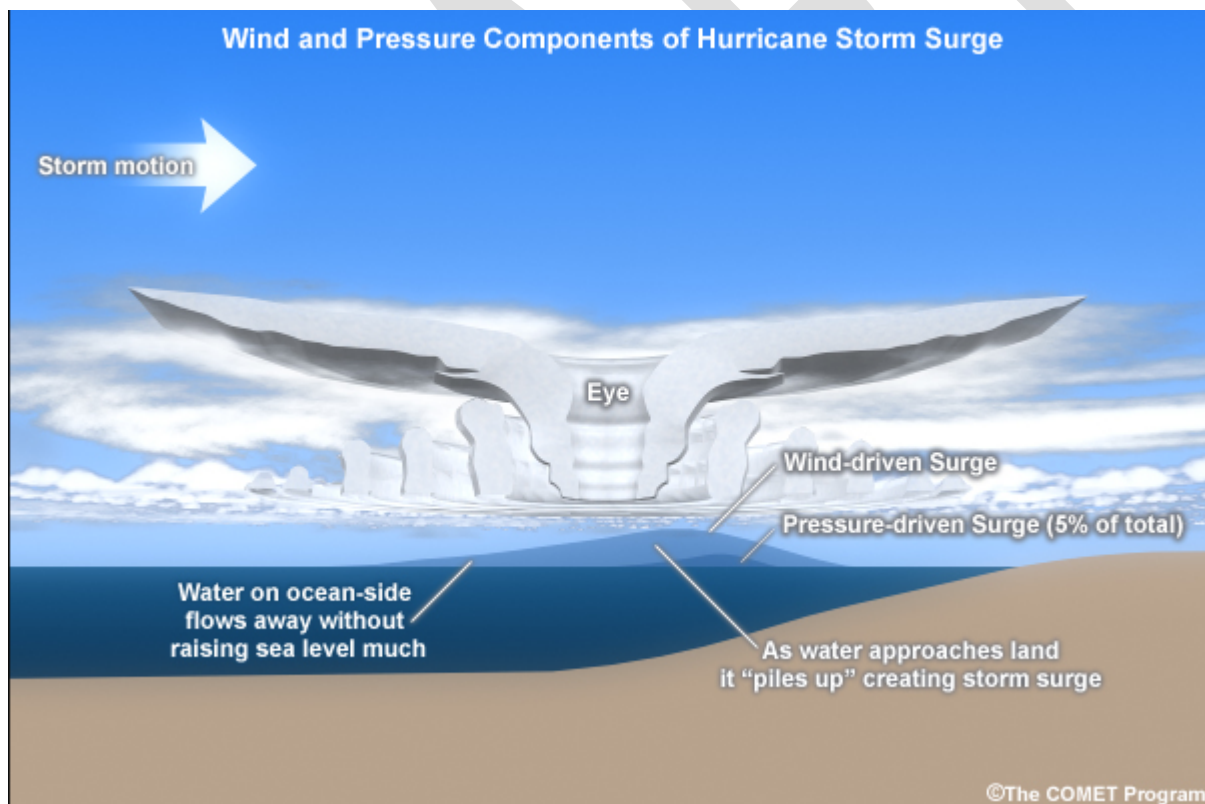 Wind and Pressure Components of Hurricane Storm Surge
Storm motion
Eye
Wind-driven Surge
Pressure-driven Surge (5% of total)
Water on ocean-side
flows away without
raising sea level much
As water approaches land
it “piles up” creating storm surge
©The COMET Program